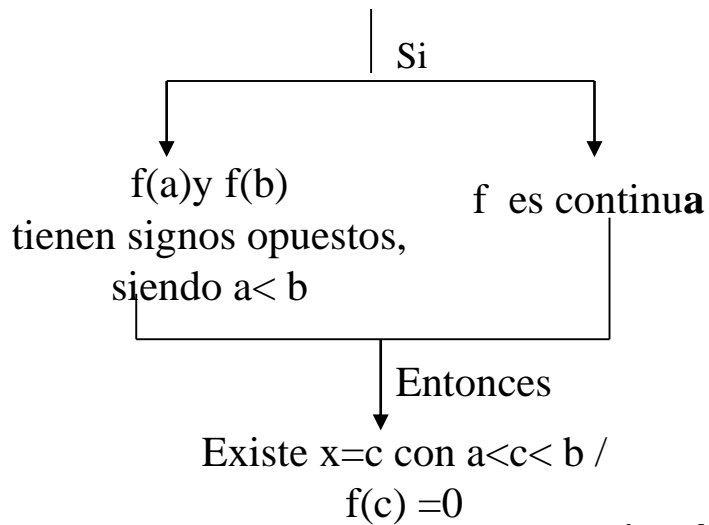 Si
f(a)y f(b)
tienen signos opuestos,
siendo a< b
f es continua
Entonces
Existe x=c con a<c< b /
f(c) =0